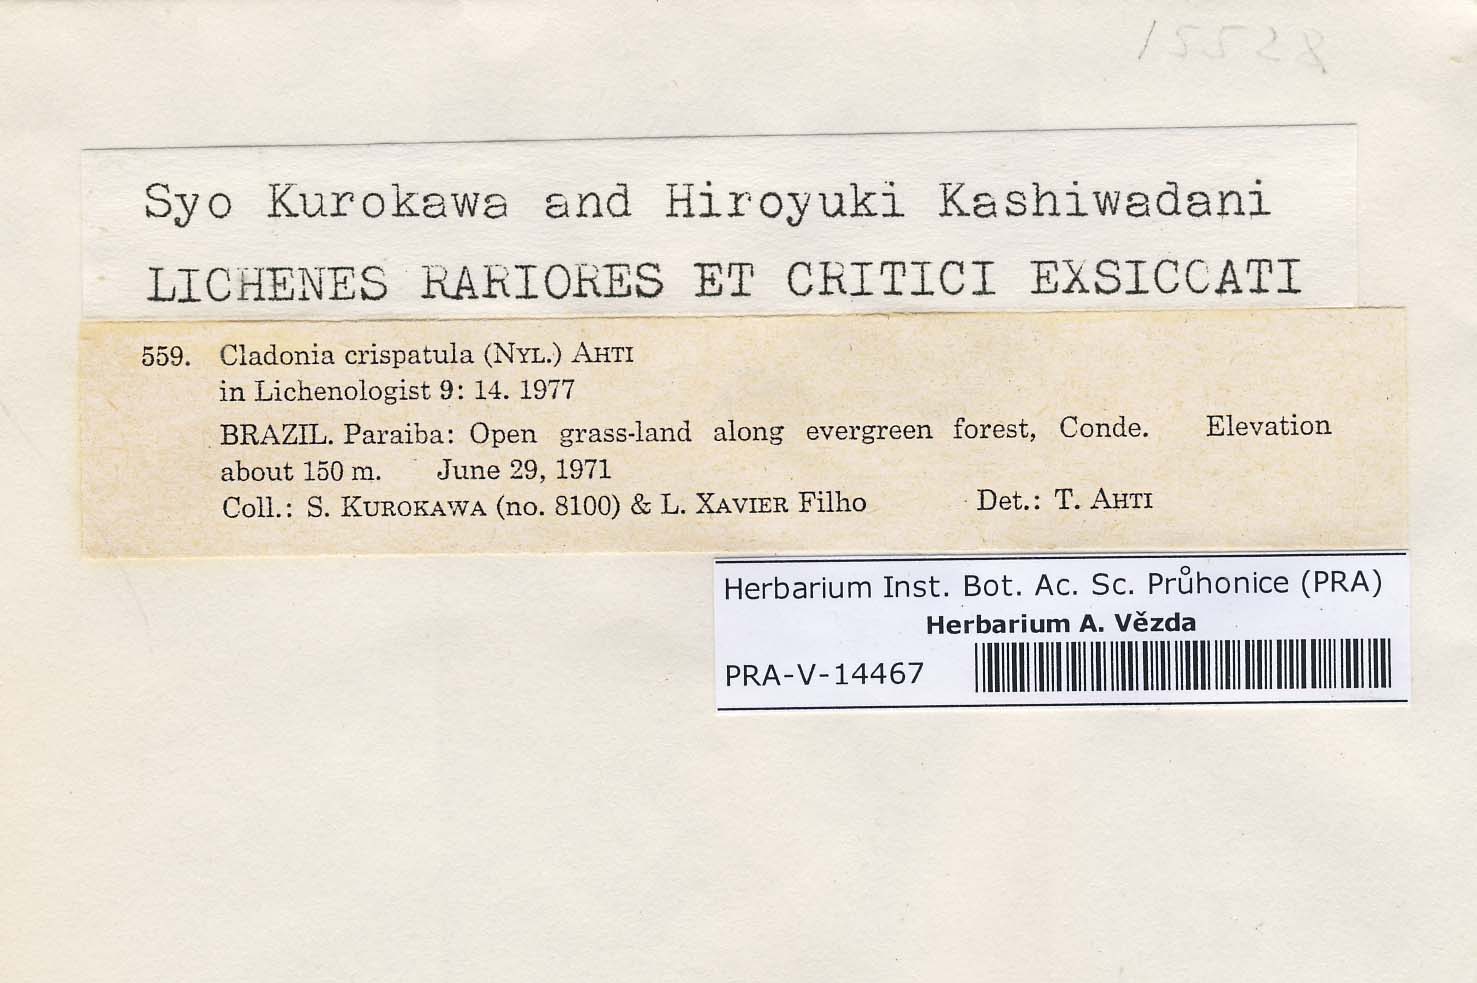 Syo Kurokawa and Hiroyuki Kashiwadani
LICHENES RARIORES ET CRITICI EXSICCATI
559. Cladonia crispatula (NYL.) AHTI
in Lichenologist 9: 14. 1977
BRAZIL. Paraiba: Open grass-land along evergreen forest, Conde. Elevation
about 150 m. June 29, 1971
Coll.: S. KUROKAWA (no. 8100) & L. XAVIER Filho Det.: T. AHTI
Herbarium Inst. Bot. Ac. Sc. Průhonice (PRA)
Herbarium A. Vězda
PRA-V-14467